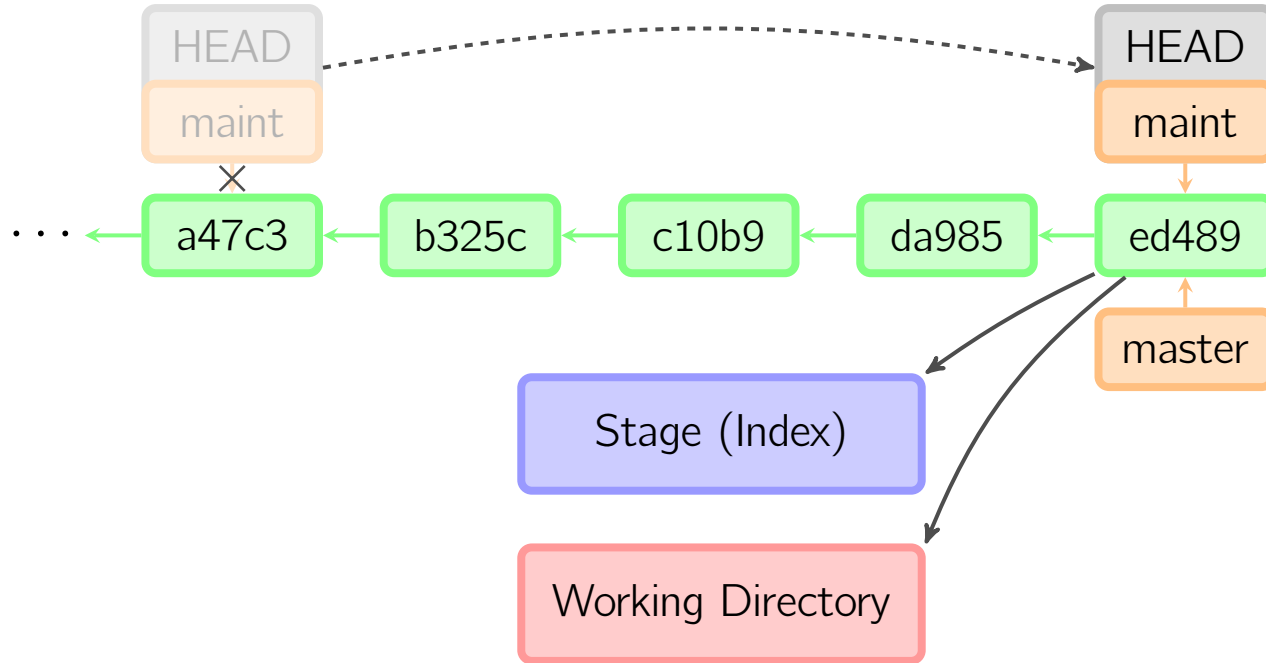 HEAD
HEAD
maint
maint
... a47c3 b325c c10b9 da985 ed489
master
Stage (Index)
Working Directory